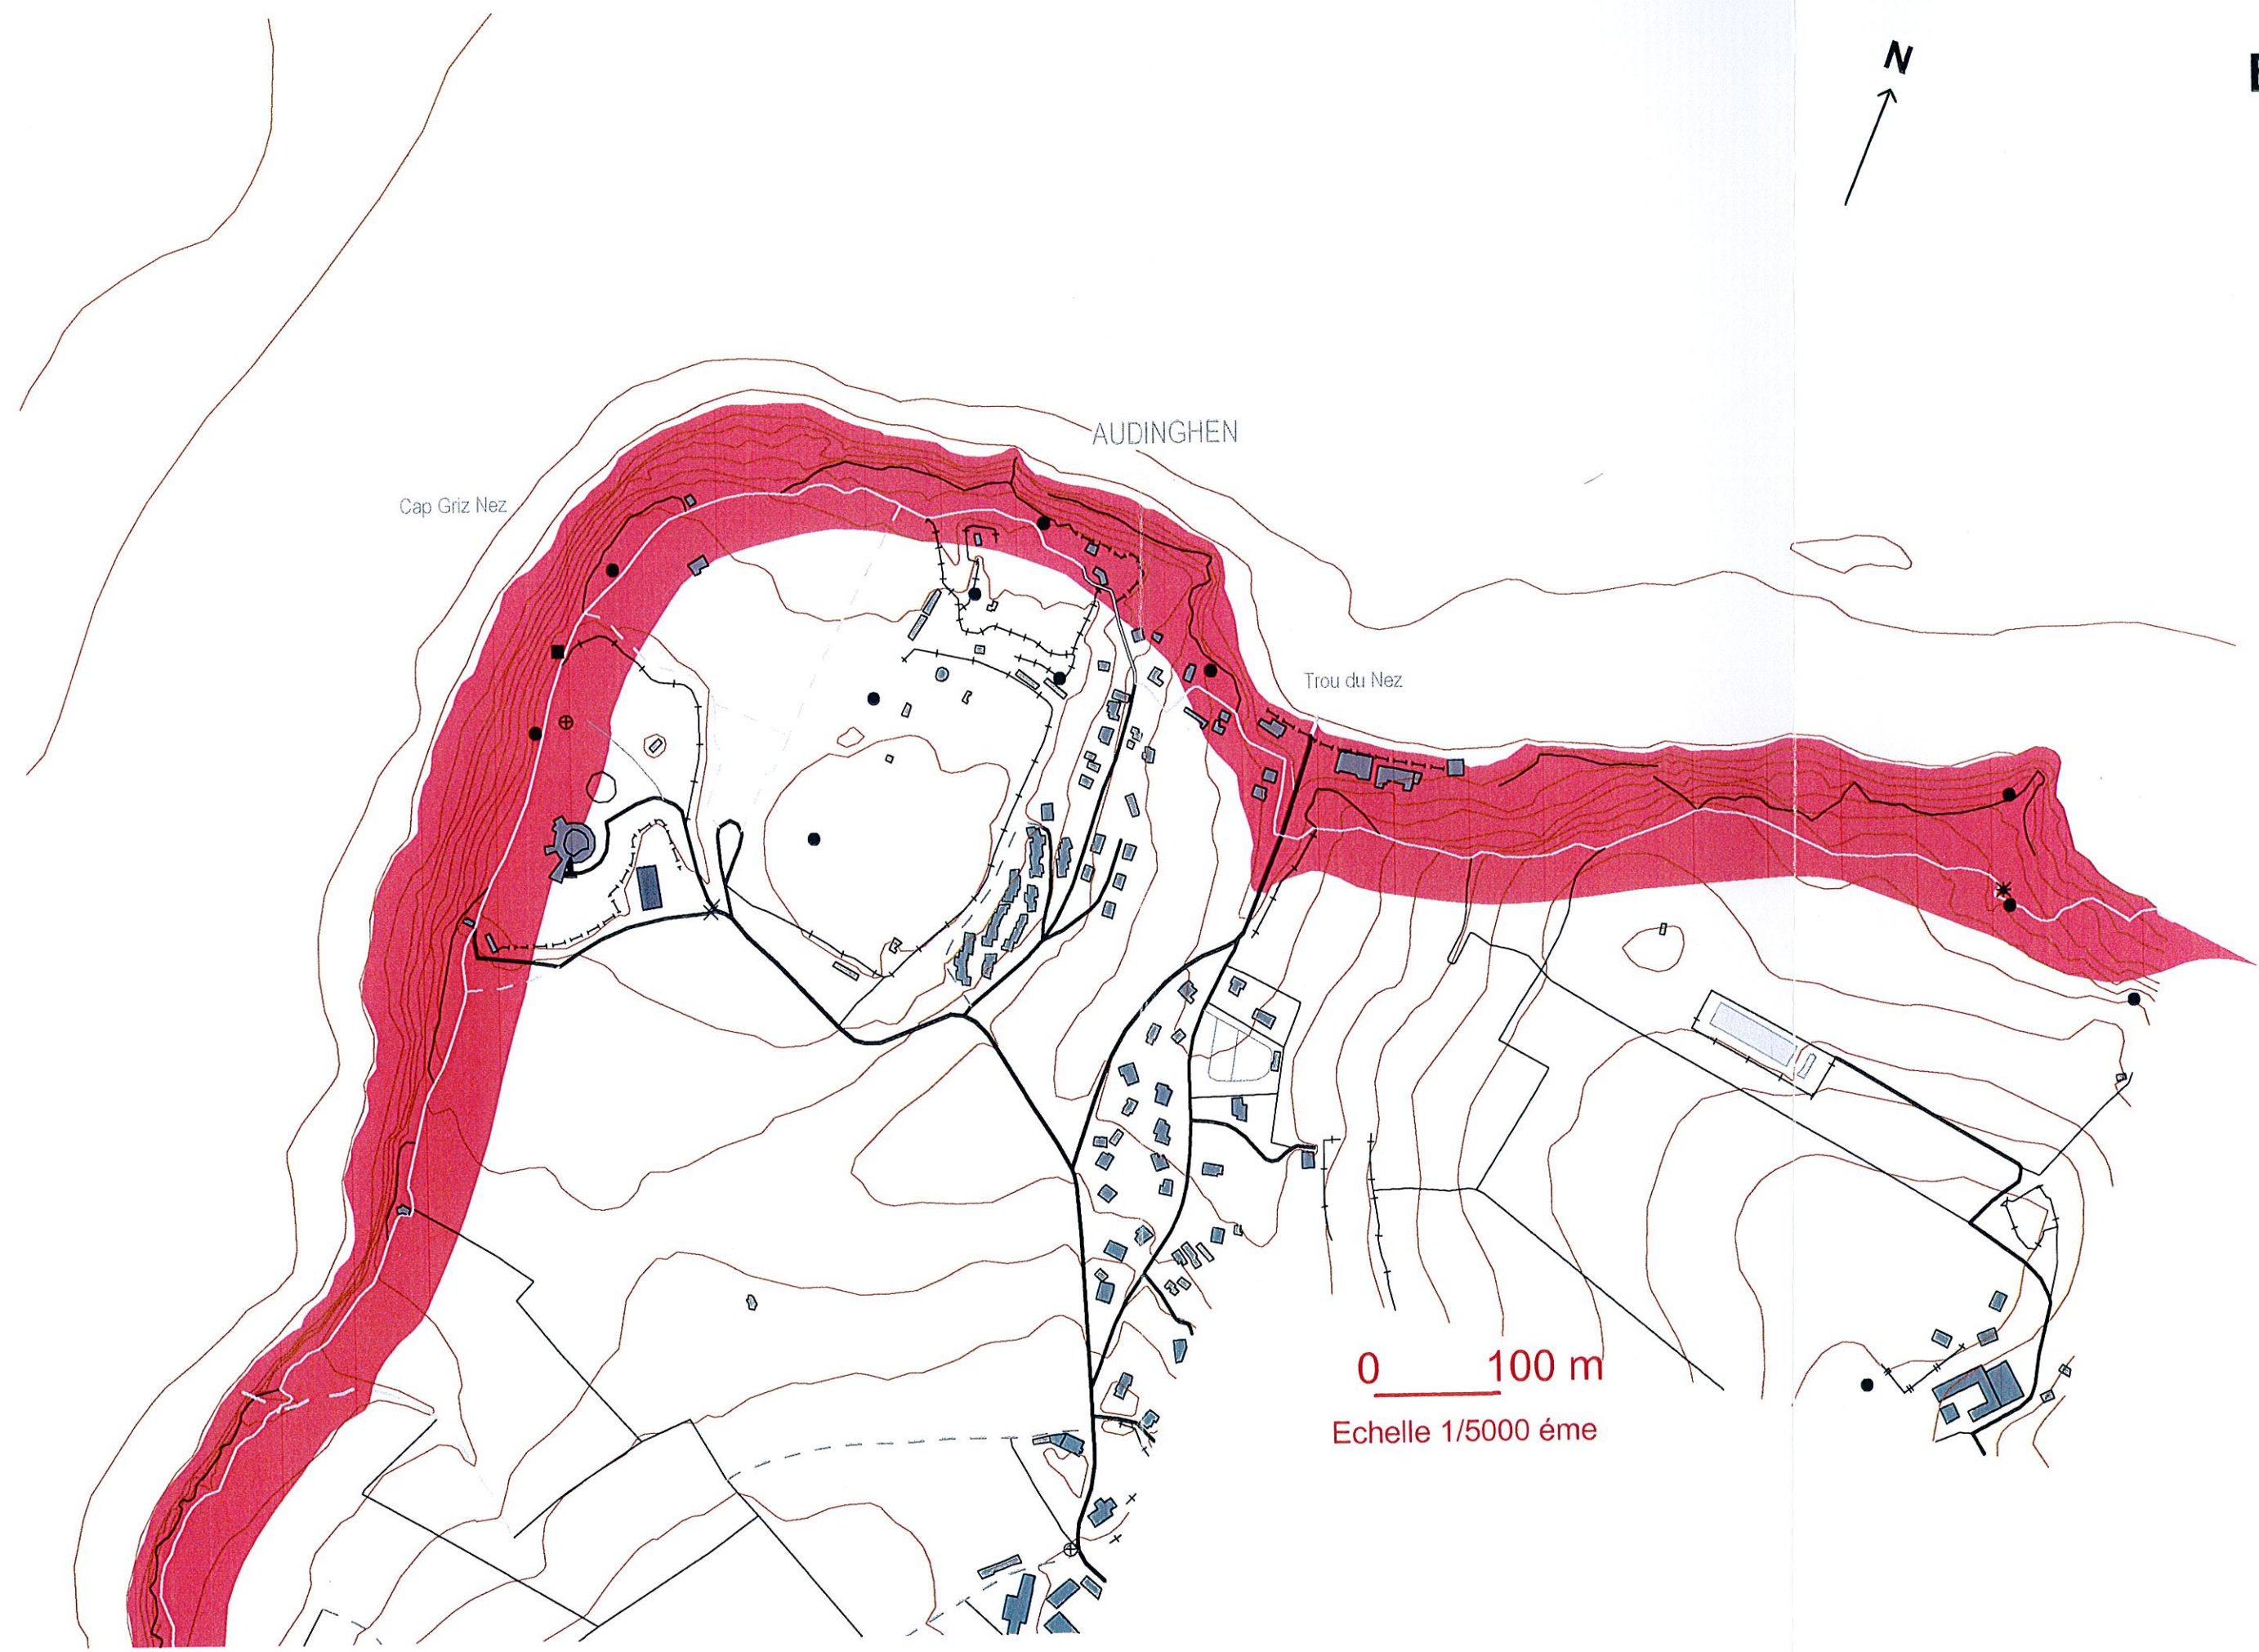 N
AUDINGHEN
Cap Griz Nez
Trou du Nez
0 100 m
Echelle 1/5000 éme